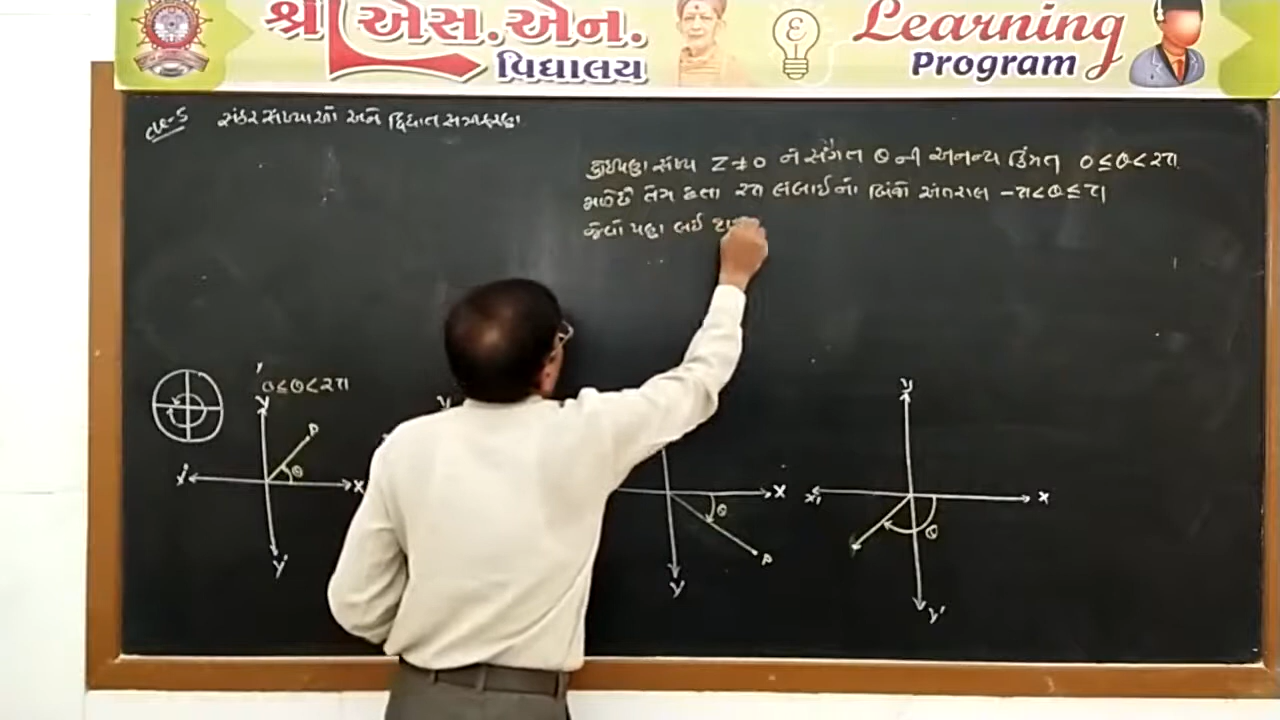 શ્રી એસ.એન.
વિદ્યાલય
Learning
Program
સંકર સંખ્યાઓ અને દ્વિઘાત સમીકરણ
કોઈપણ સંખ્યા Z ≠ 0 ને સંગત θ ની અનન્ય કિંમત 0 ≤ θ < 2π
મળે છે તેમ છતા 2π લંબાઈનો બીજો અંતરાલ -π < θ ≤ π
જેવો પણ લઈ
0 ≤ θ < 2π
y
P
θ
x'
x
y'
y
x
θ
P
y
x'
x
θ
y'